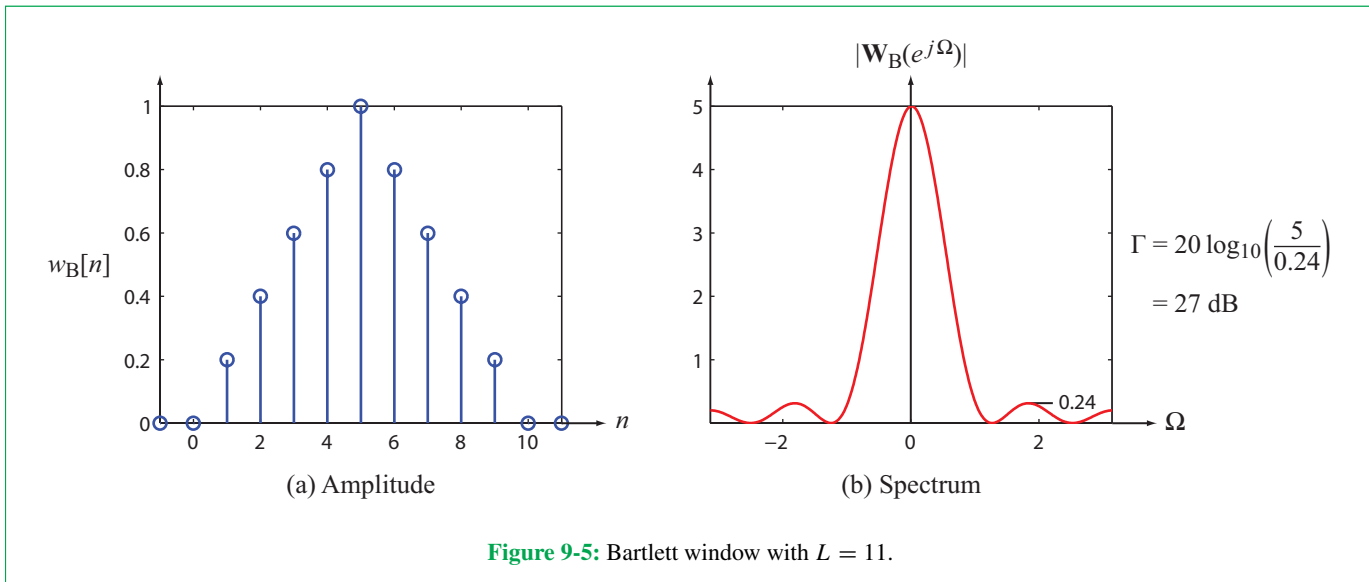 1
0.8
0.6
w_B[n]
0.4
0.2
0
0
2
4
6
8
10
n
(a) Amplitude
|W_B(e^{jΩ})|
5
4
3
2
1
0.24
−2
0
2
Ω
(b) Spectrum
Γ = 20 log₁₀(5/0.24)
= 27 dB
Figure 9-5: Bartlett window with L = 11.